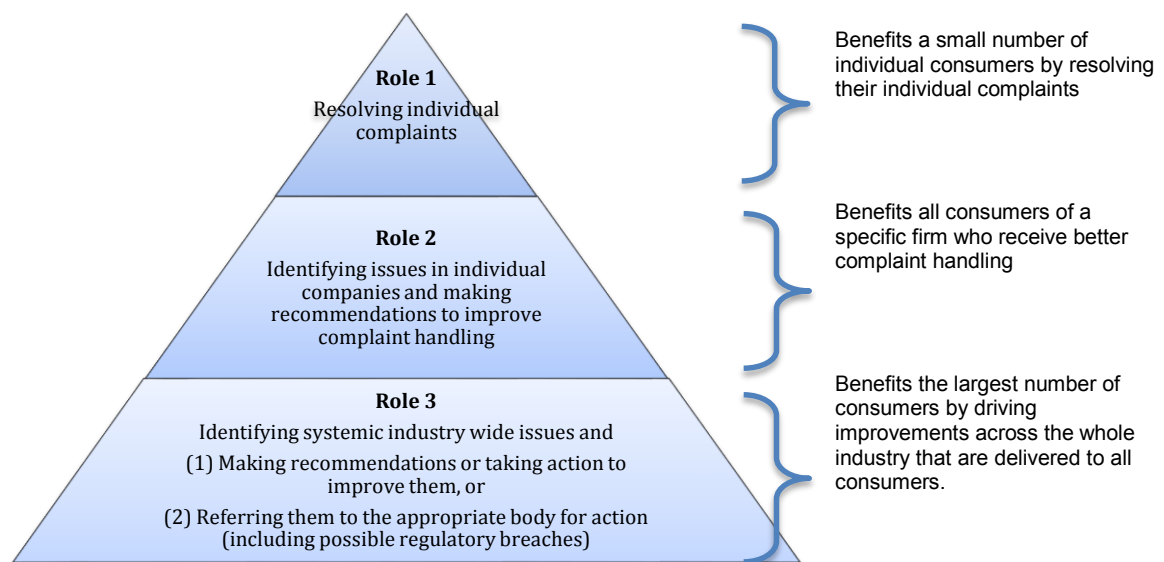 Role 1
Resolving individual
complaints
Benefits a small number of
individual consumers by resolving
their individual complaints
Role 2
Identifying issues in individual
companies and making
recommendations to improve
complaint handling
Benefits all consumers of a
specific firm who receive better
complaint handling
Role 3
Identifying systemic industry wide issues and
(1) Making recommendations or taking action to
improve them, or
(2) Referring them to the appropriate body for action
(including possible regulatory breaches)
Benefits the largest number of
consumers by driving
improvements across the whole
industry that are delivered to all
consumers.